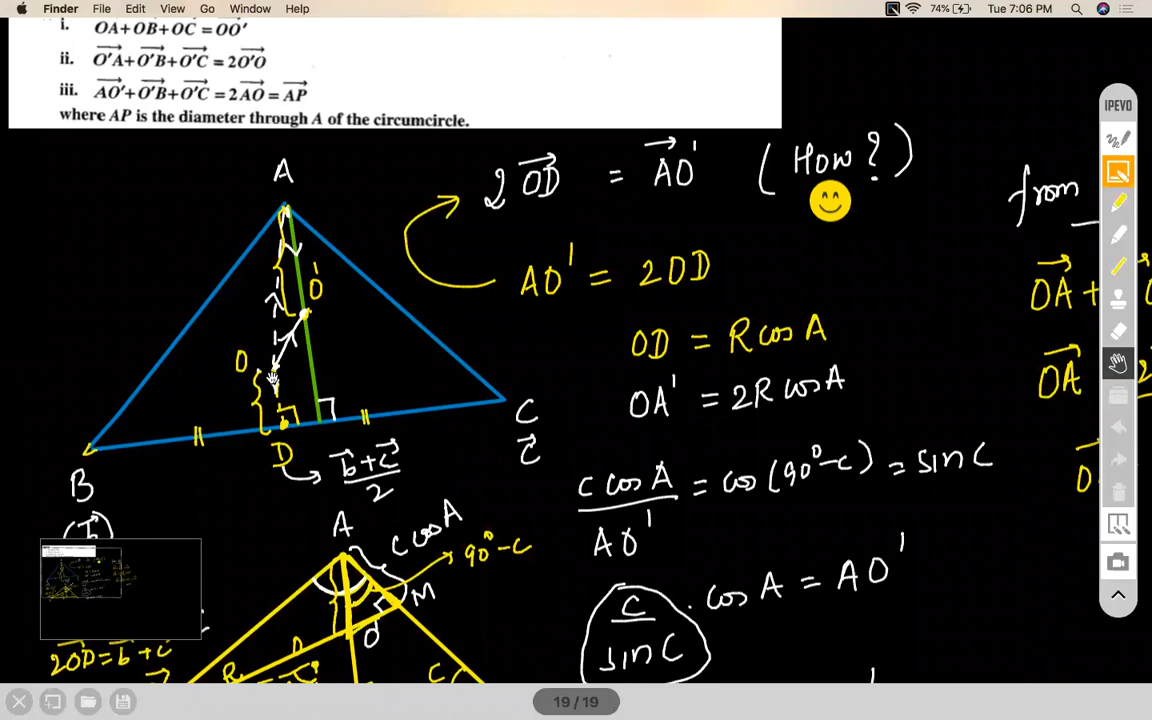 Finder File Edit View Go Window Help 74% Tue 7:06 PM
i. OA+OB+OC=OO'
ii. O'A+O'B+O'C=2O'O
iii. AO'+O'B+O'C=2AO=AP
where AP is the diameter through A of the circumcircle.
IPEVO
2OD = AO' (How?)
from
A
AO' = 2OD
OA+
O'
O
OD = R cos A
OA
OA' = 2R cos A
D
B
C
c
b+c/2
c cos A/AO' = cos(90°-C) = sin C
(b)
A
c cos A
90°-C
M
O
c/sin C . cos A = AO'
2OD=b+c
R
C
19 / 19